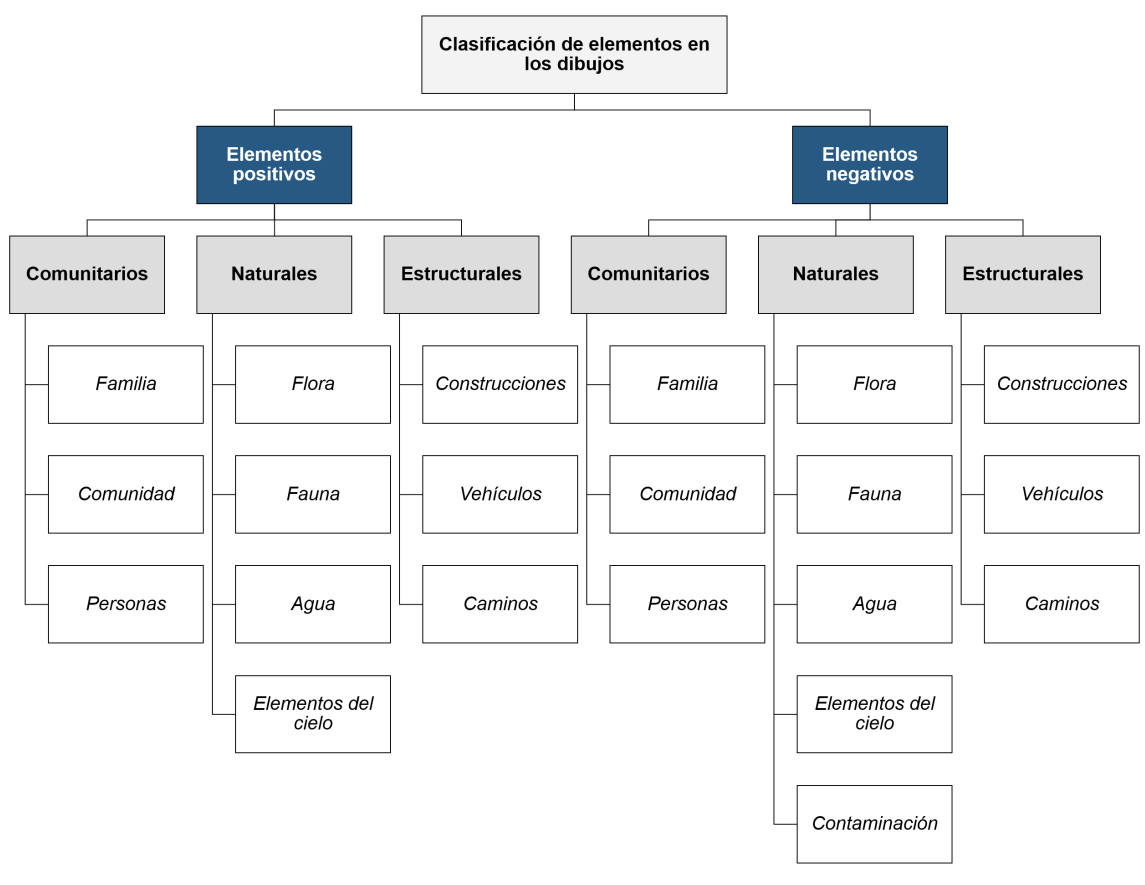 Clasificación de elementos en
los dibujos
Elementos
positivos
Elementos
negativos
Comunitarios
Naturales
Estructurales
Comunitarios
Naturales
Estructurales
Familia
Flora
Construcciones
Familia
Flora
Construcciones
Comunidad
Fauna
Vehículos
Comunidad
Fauna
Vehículos
Personas
Agua
Caminos
Personas
Agua
Caminos
Elementos del
cielo
Elementos del
cielo
Contaminación